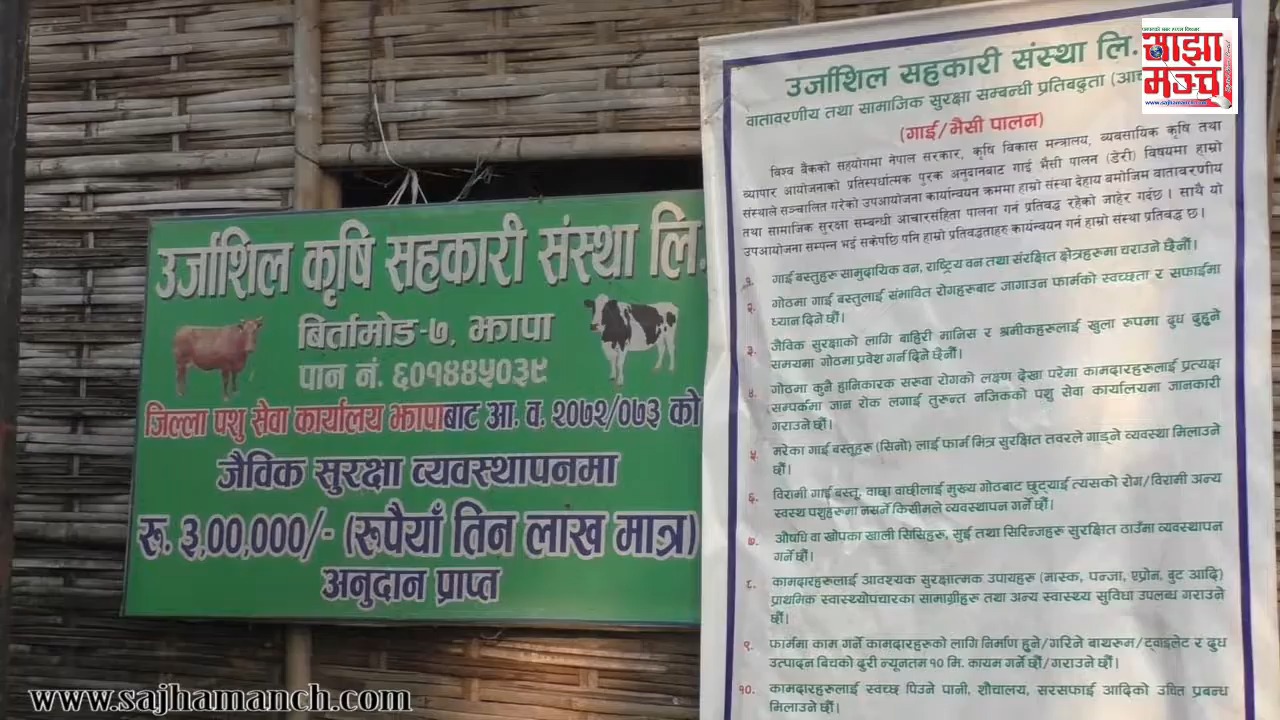 उर्जाशिल कृषि सहकारी संस्था लि.
बिर्तामोड-७, झापा
पान नं. ६०१४४५०३९
जिल्ला पशु सेवा कार्यालय झापाबाट आ. व. २०७२/०७३ को
जैविक सुरक्षा व्यवस्थापनमा
रू. ३,००,०००/- (रुपैयाँ तिन लाख मात्र)
अनुदान प्राप्त
उर्जाशिल सहकारी संस्था लि.
वातावरणीय तथा सामाजिक सुरक्षा सम्बन्धी प्रतिबद्धता
(गाई/भैसी पालन)
बिश्व बैंकको सहयोगमा नेपाल सरकार, कृषि विकास मन्त्रालय, व्यबसायिक कृषि तथा
व्यापार आयोजनाको प्रतिस्पर्धात्मक पुरक अनुदानबाट गाई भैसी पालन (डेरी) विषयमा हाम्रो
संस्थाले सञ्चालित गरेको उपआयोजना कार्यान्वयन क्रममा हाम्रो संस्था देहाय बमोजिम वातावरणीय
तथा सामाजिक सुरक्षा सम्बन्धी आचारसंहिता पालना गर्न प्रतिबद्ध रहेको जाहेर गर्दछ । साथै यो
उपआयोजना सम्पन्न भई सकेपछि पनि हाम्रो प्रतिबद्धताहरु कार्यन्वयन गर्न हाम्रो संस्था प्रतिबद्ध छ ।
१. गाई बस्तुहरु सामुदायिक वन, राष्ट्रिय वन तथा संरक्षित क्षेत्रहरुमा चराउने छैनौं ।
२. गोठमा गाई बस्तुलाई संभावित रोगहरुबाट जोगाउन फार्मको स्वच्छता र सफाईमा
ध्यान दिने छौं ।
३. जैविक सुरक्षाको लागि बाहिरी मानिस र श्रमीकहरुलाई खुला रुपमा दुध दुहुने
समयमा गोठमा प्रवेश गर्न दिने छैनौं ।
४. गोठमा कुनै हानिकारक सरुवा रोगको लक्षण देखा परेमा कामदारहरुलाई प्रत्यक्ष
सम्पर्कमा जान रोक लगाई तुरुन्त नजिकको पशु सेवा कार्यालयमा जानकारी
गराउने छौं ।
५. मरेका गाई बस्तुहरु (सिनो) लाई फार्म भित्र सुरक्षित तवरले गाड्ने व्यवस्था मिलाउने
छौं ।
६. विरामी गाई बस्तु, वाछा वाछीलाई मुख्य गोठबाट छुट्याई त्यसको रोग/विरामी अन्य
स्वस्थ पशुहरुमा नसर्ने किसीमले व्यवस्थापन गर्ने छौं ।
७. औषधि वा खोपका खाली सिसिहरु, सुई तथा सिरिन्जहरु सुरक्षित ठाउँमा व्यवस्थापन
गर्ने छौं ।
८. कामदारहरुलाई आवश्यक सुरक्षात्मक उपायहरु (मास्क, पन्जा, एप्रोन, बुट आदि)
प्राथमिक स्वास्थ्योपचारका सामाग्रीहरु तथा अन्य स्वास्थ्य सुविधा उपलब्ध गराउने
छौं ।
९. फार्ममा काम गर्ने कामदारहरुको लागि निर्माण हुने/गरिने बाथरूम/ट्वाइलेट र दुध
उत्पादन बिचको दुरी न्यूनतम १० मि. कायम गर्ने छौं/गराउने छौं ।
१०. कामदारहरुलाई स्वच्छ पिउने पानी, शौचालय, सरसफाई आदिको उचित प्रबन्ध
मिलाउने छौं ।
साझा
मञ्च
www.sajhamanch.com
www.sajhamanch.com